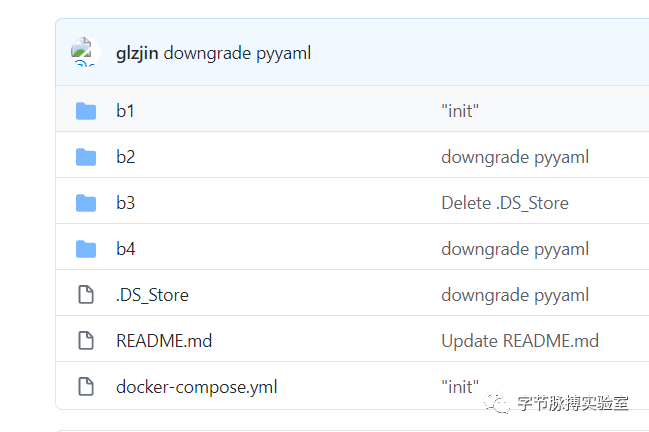 glzjin downgrade pyyaml
b1 "init"
b2 downgrade pyyaml
b3 Delete .DS_Store
b4 downgrade pyyaml
.DS_Store downgrade pyyaml
README.md Update README.md
docker-compose.yml "init"
字节脉搏实验室